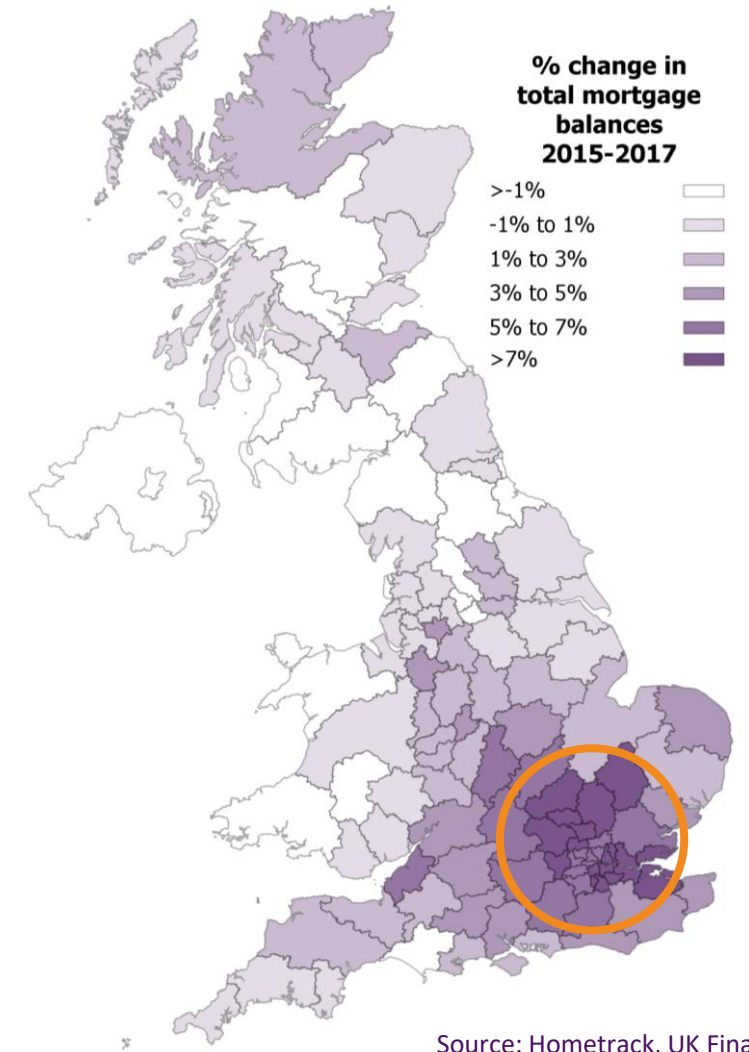 % change in
total mortgage
balances
2015-2017
>-1%
-1% to 1%
1% to 3%
3% to 5%
5% to 7%
>7%
Source: Hometrack, UK Fina